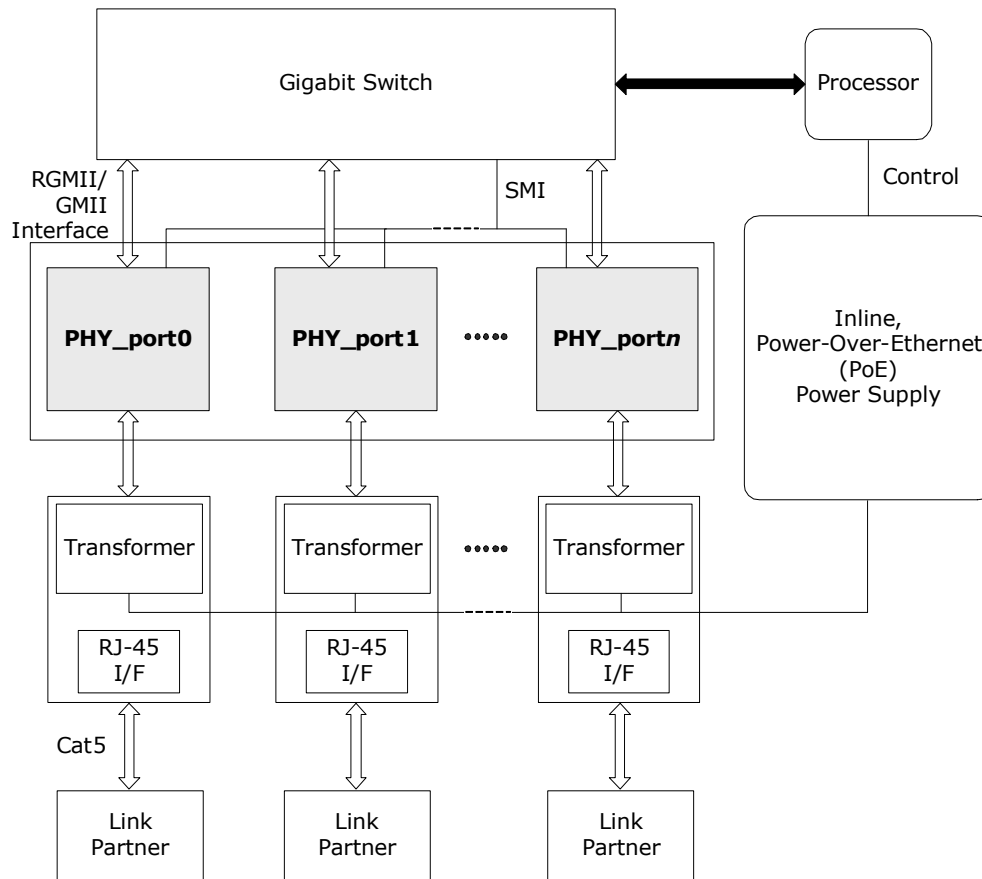 Gigabit Switch
Processor
RGMII/
GMII
Interface
SMI
Control
PHY_port0
PHY_port1
PHY_portn
Inline,
Power-Over-Ethernet
(PoE)
Power Supply
Transformer
Transformer
Transformer
RJ-45
I/F
RJ-45
I/F
RJ-45
I/F
Cat5
Link
Partner
Link
Partner
Link
Partner